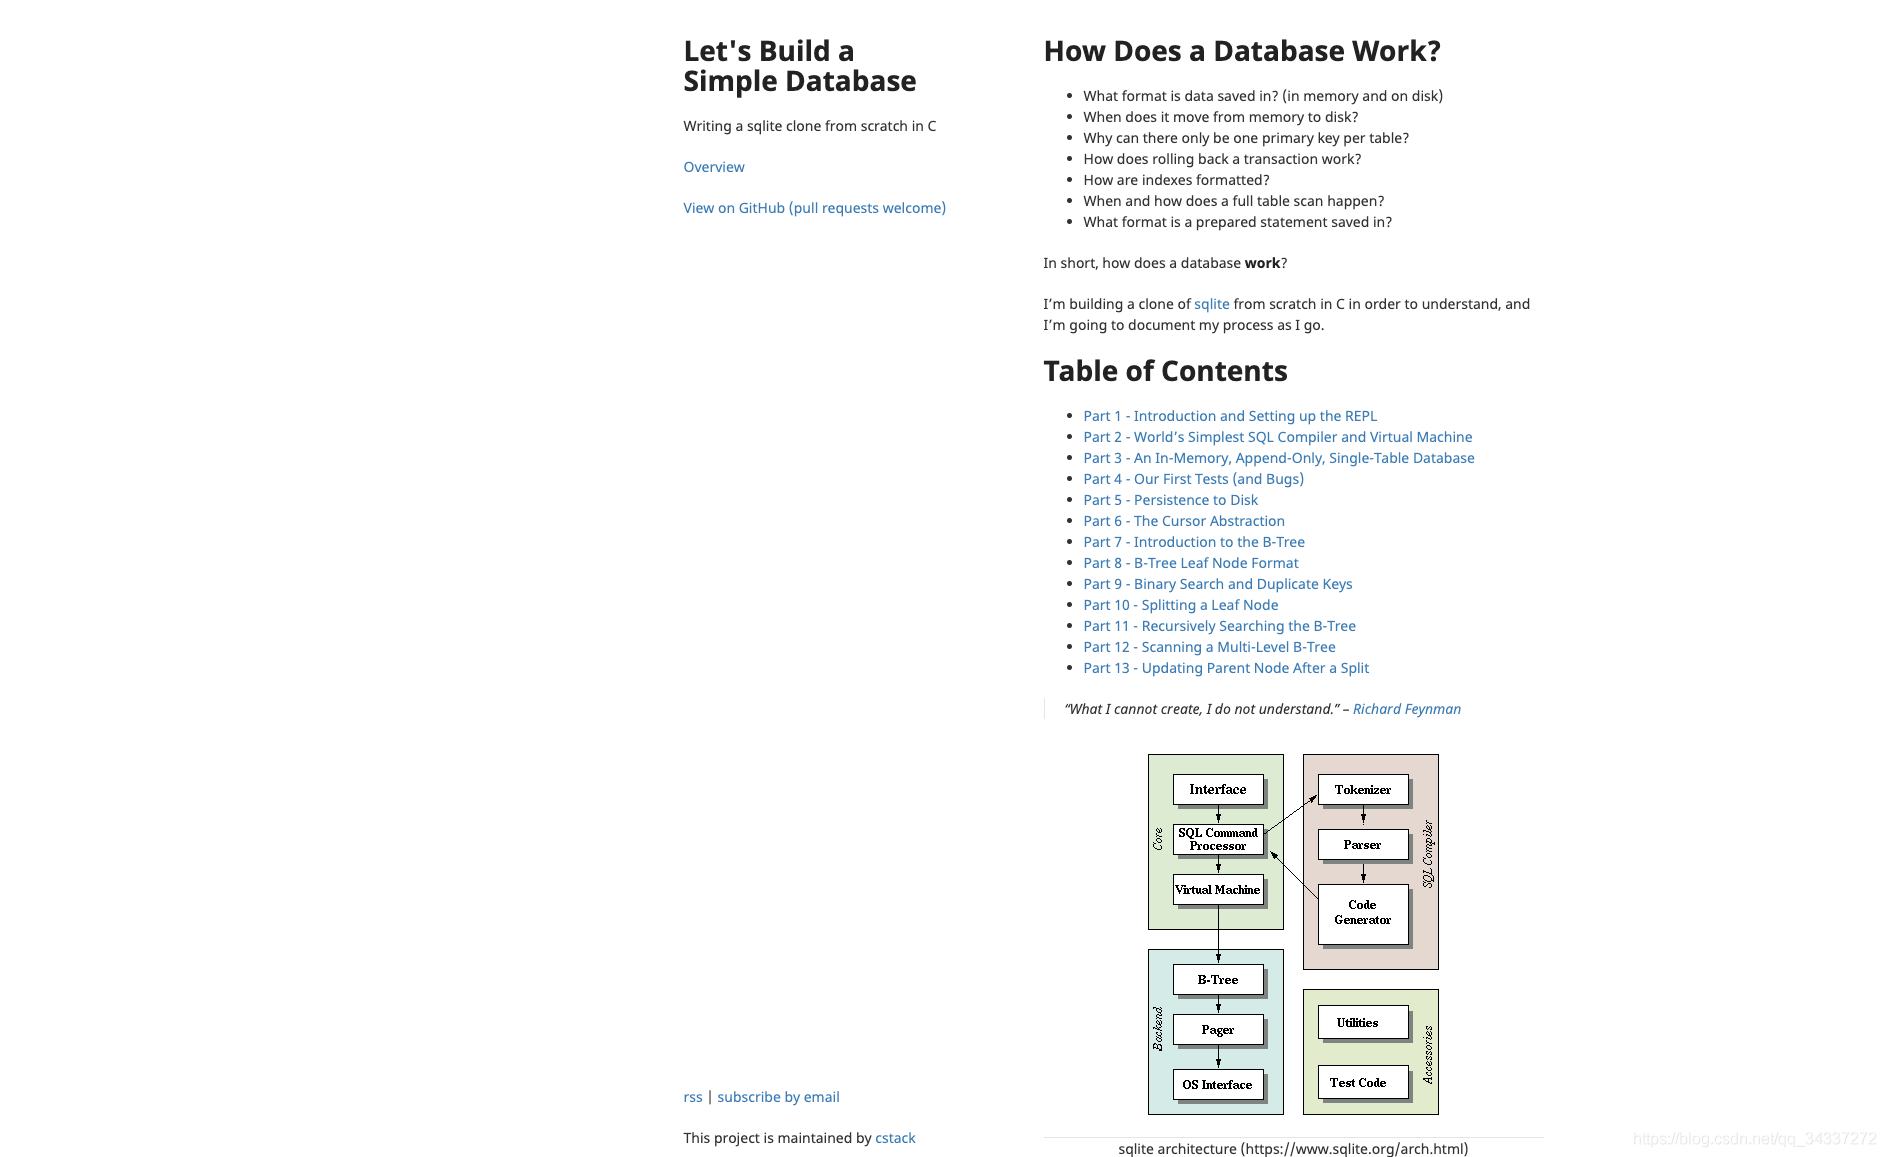 Let's Build a
Simple Database
Writing a sqlite clone from scratch in C
Overview
View on GitHub (pull requests welcome)
rss | subscribe by email
This project is maintained by cstack
How Does a Database Work?
What format is data saved in? (in memory and on disk)
When does it move from memory to disk?
Why can there only be one primary key per table?
How does rolling back a transaction work?
How are indexes formatted?
When and how does a full table scan happen?
What format is a prepared statement saved in?
In short, how does a database work?
I’m building a clone of sqlite from scratch in C in order to understand, and
I’m going to document my process as I go.
Table of Contents
Part 1 - Introduction and Setting up the REPL
Part 2 - World’s Simplest SQL Compiler and Virtual Machine
Part 3 - An In-Memory, Append-Only, Single-Table Database
Part 4 - Our First Tests (and Bugs)
Part 5 - Persistence to Disk
Part 6 - The Cursor Abstraction
Part 7 - Introduction to the B-Tree
Part 8 - B-Tree Leaf Node Format
Part 9 - Binary Search and Duplicate Keys
Part 10 - Splitting a Leaf Node
Part 11 - Recursively Searching the B-Tree
Part 12 - Scanning a Multi-Level B-Tree
Part 13 - Updating Parent Node After a Split
“What I cannot create, I do not understand.” – Richard Feynman
Core
Interface
SQL Command
Processor
Virtual Machine
SQL Compiler
Tokenizer
Parser
Code
Generator
Backend
B-Tree
Pager
OS Interface
Accessories
Utilities
Test Code
sqlite architecture (https://www.sqlite.org/arch.html)
https://blog.csdn.net/qq_34337272